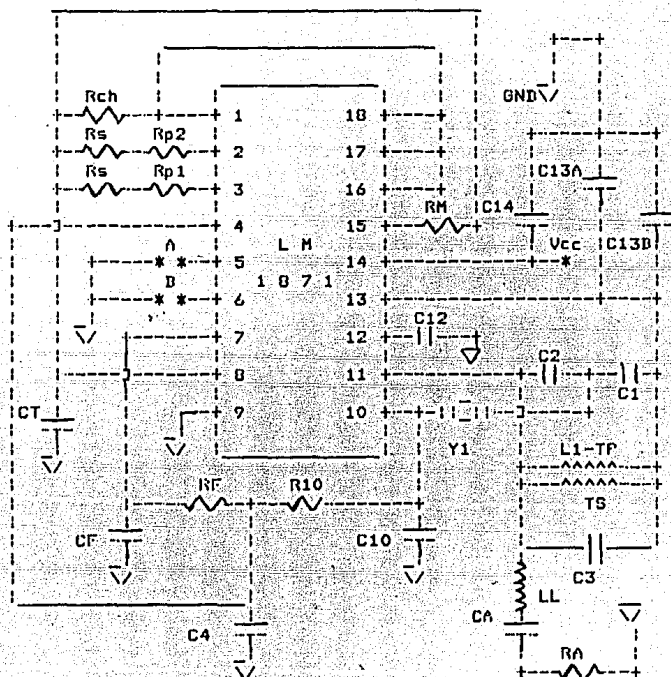 GND
Rch 1 18
Rs Rp2 2 17 C13A
Rs Rp1 3 16
RM C14
4 15
A L M Vcc C13B
5 14
B 1 8 7 1
6 13
7 12 C12
8 11 C2
CT C1
9 10 Y1
RF R10 L1-TP
TS
CF C10
C3
LL
C4 CA
RA